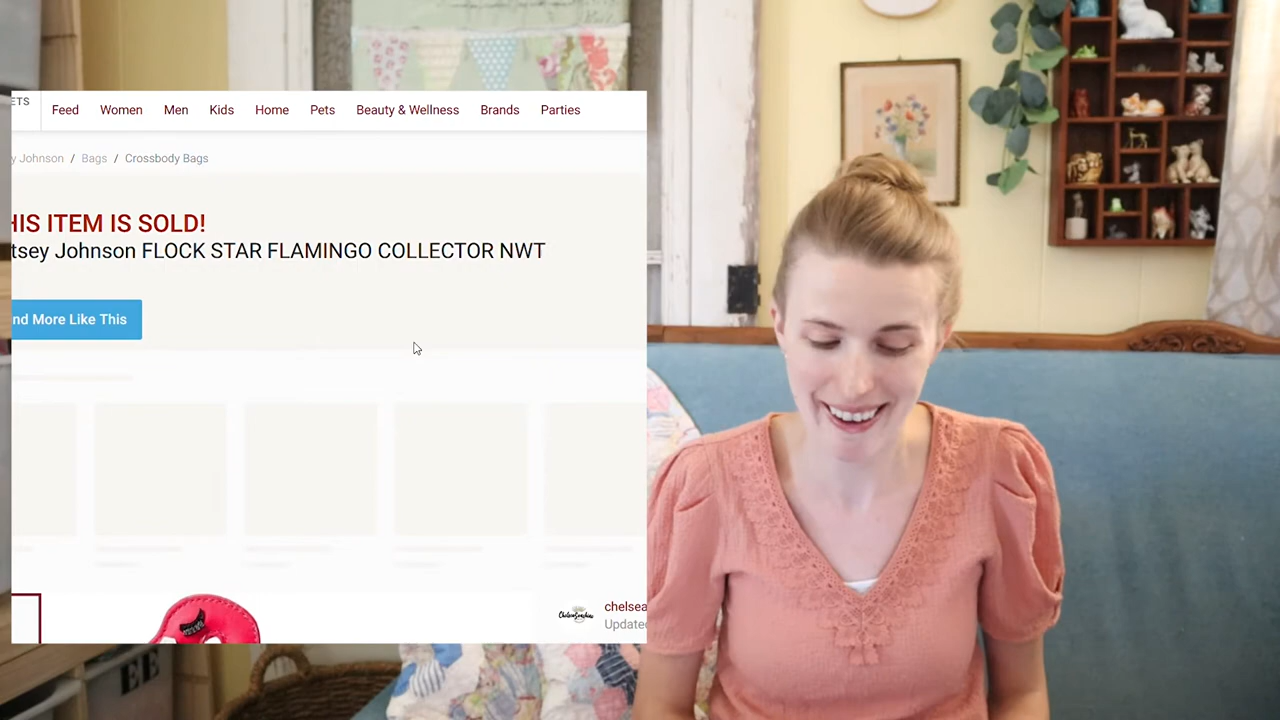 ETS
Feed Women Men Kids Home Pets Beauty & Wellness Brands Parties
y Johnson / Bags / Crossbody Bags
HIS ITEM IS SOLD!
tsey Johnson FLOCK STAR FLAMINGO COLLECTOR NWT
nd More Like This
chelsea
Update
EE